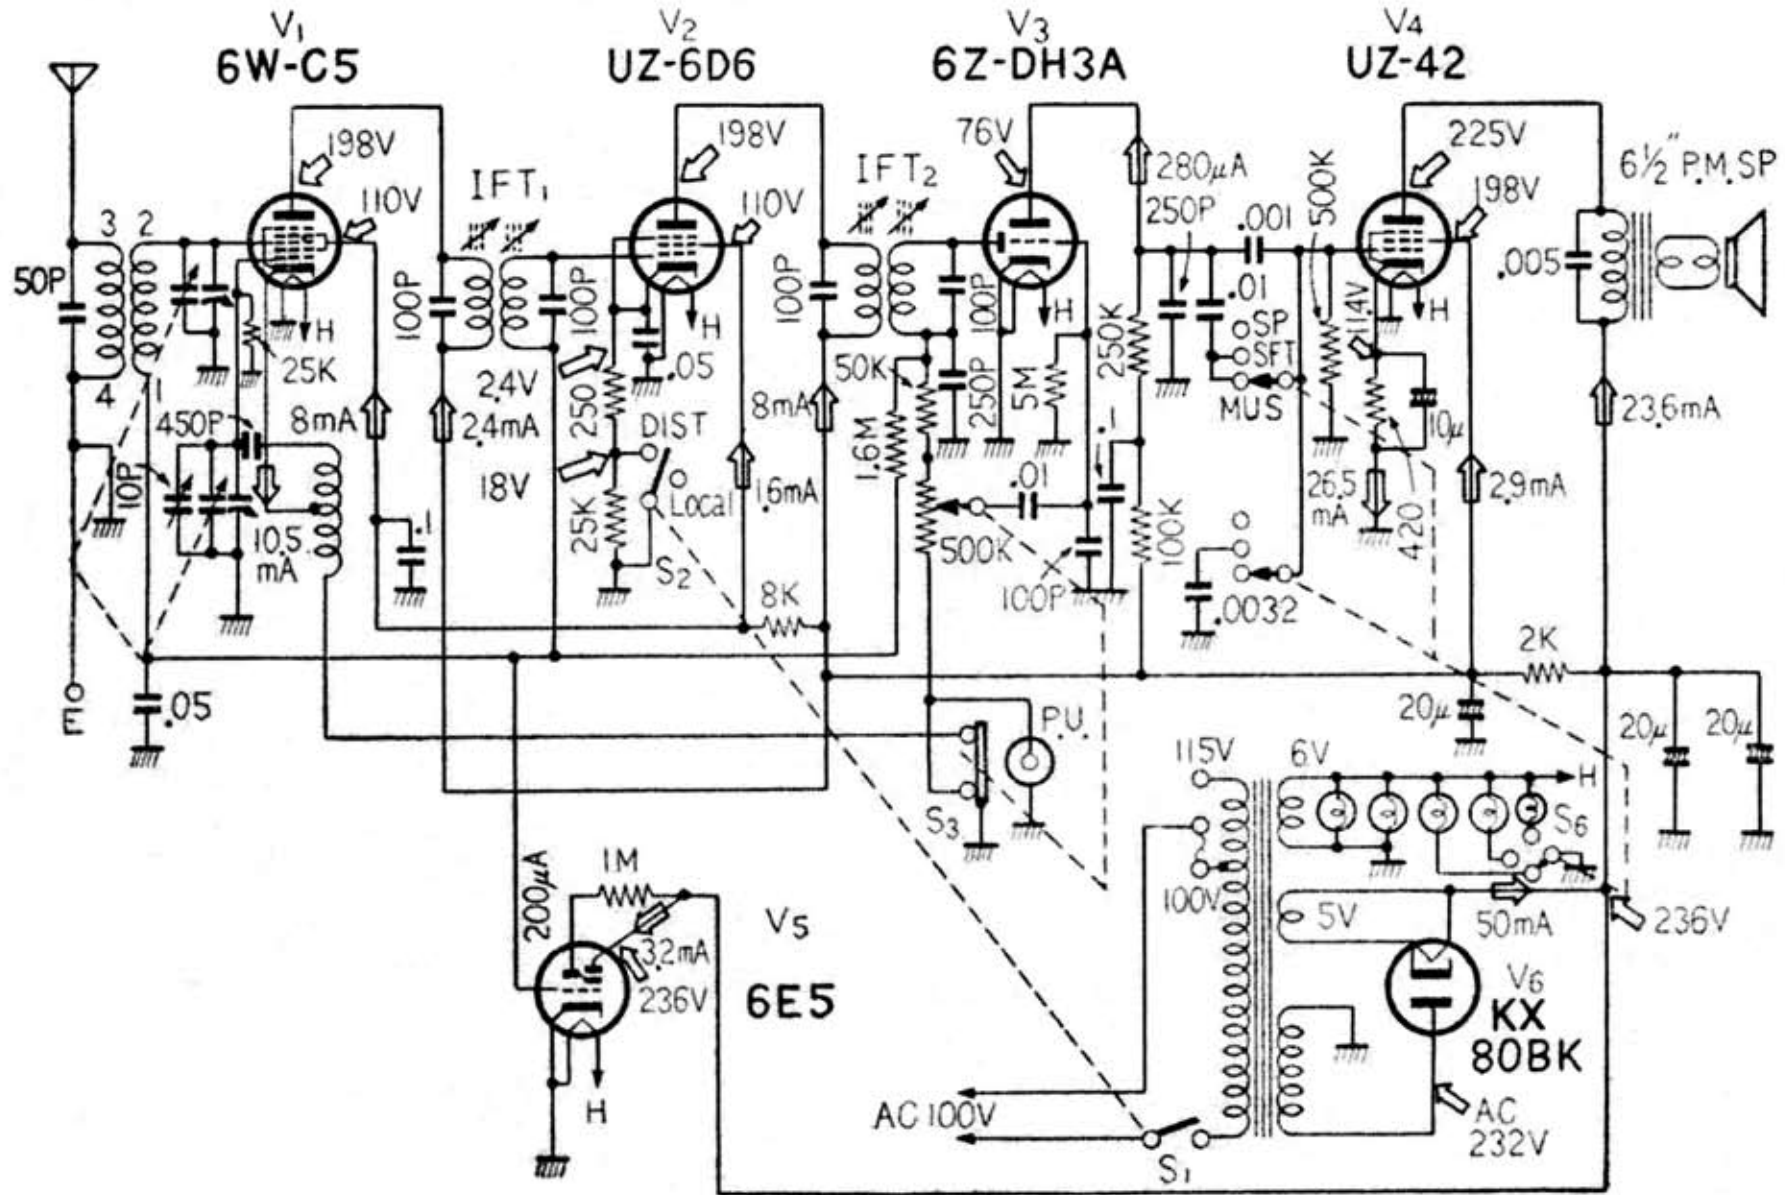 V1
6W-C5
V2
UZ-6D6
V3
6Z-DH3A
V4
UZ-42
198V
110V
IFT1
198V
110V
IFT2
76V
280μA
250P
.001
500K
225V
198V
6½" P.M.SP
3
2
50P
4
1
25K
H
100P
100P
250
H
.05
100P
100P
H
250K
.01
SP
SFT
MUS
11.4V
H
.005
450P
8mA
2.4V
2.4mA
18V
DIST
Local
25K
S2
1.6mA
8mA
50K
1.6M
250P
5M
.1
10μ
23.6mA
10P
10.5
mA
.1
500K
.01
100P
100K
26.5
mA
420
2.9mA
8K
.0032
2K
E
.05
20μ
20μ
20μ
P.U.
S3
115V
6V
H
S6
100V
5V
50mA
236V
200μA
1M
3.2mA
236V
V5
6E5
H
V6
KX
80BK
AC 100V
S1
AC
232V